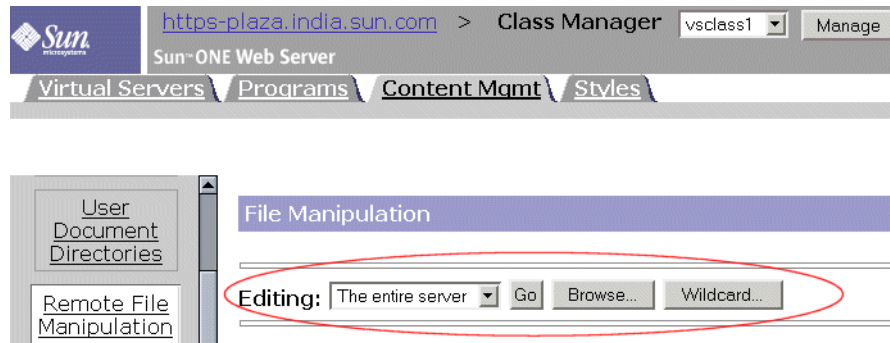 https-plaza.india.sun.com > Class Manager vsclass1 Manage
Sun
microsystems
Sun™ ONE Web Server
Virtual Servers Programs Content Mgmt Styles
User
Document
Directories
File Manipulation
Editing: The entire server Go Browse... Wildcard...
Remote File
Manipulation